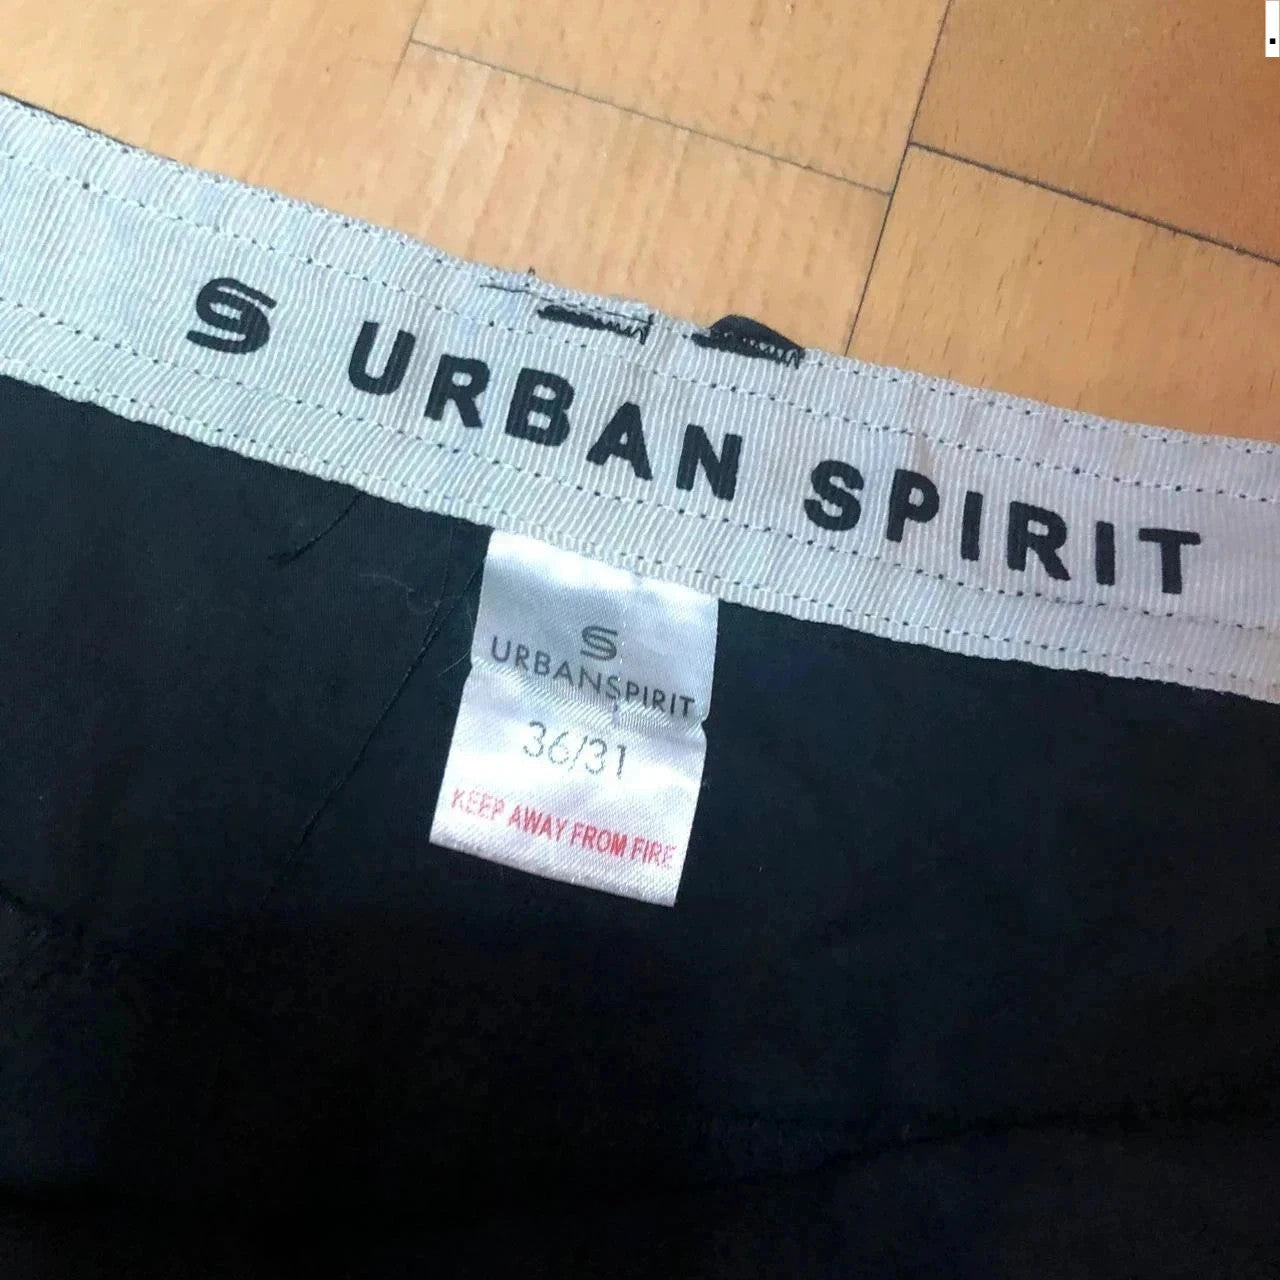 S URBAN SPIRIT
S
URBANSPIRIT
36/31
KEEP AWAY FROM FIRE
.